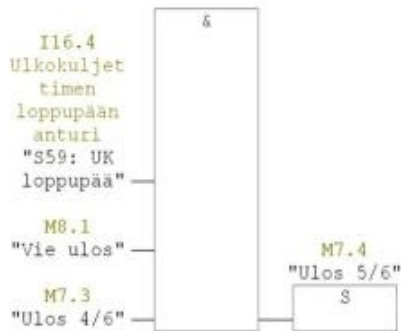 &
I16.4
Ulkokuljet
timen
loppupään
anturi
"S59: UK
loppupää"
M8.1
"Vie ulos"
M7.3
"Ulos 4/6"
M7.4
"Ulos 5/6"
S